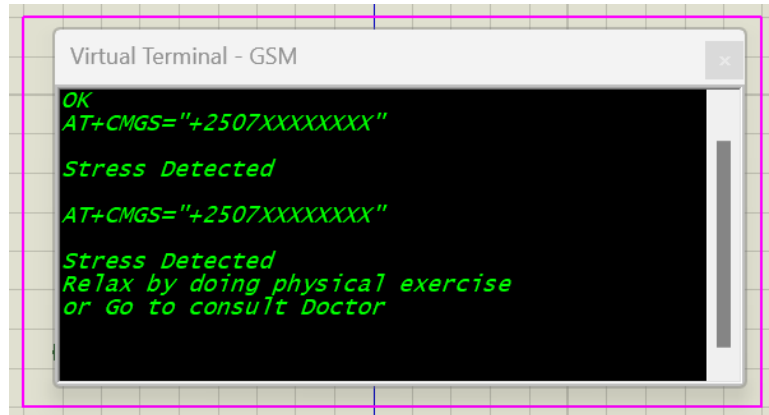 Virtual Terminal - GSM
x
OK
AT+CMGS="+2507XXXXXXXX"
Stress Detected
AT+CMGS="+2507XXXXXXXX"
Stress Detected
Relax by doing physical exercise
or Go to consult Doctor